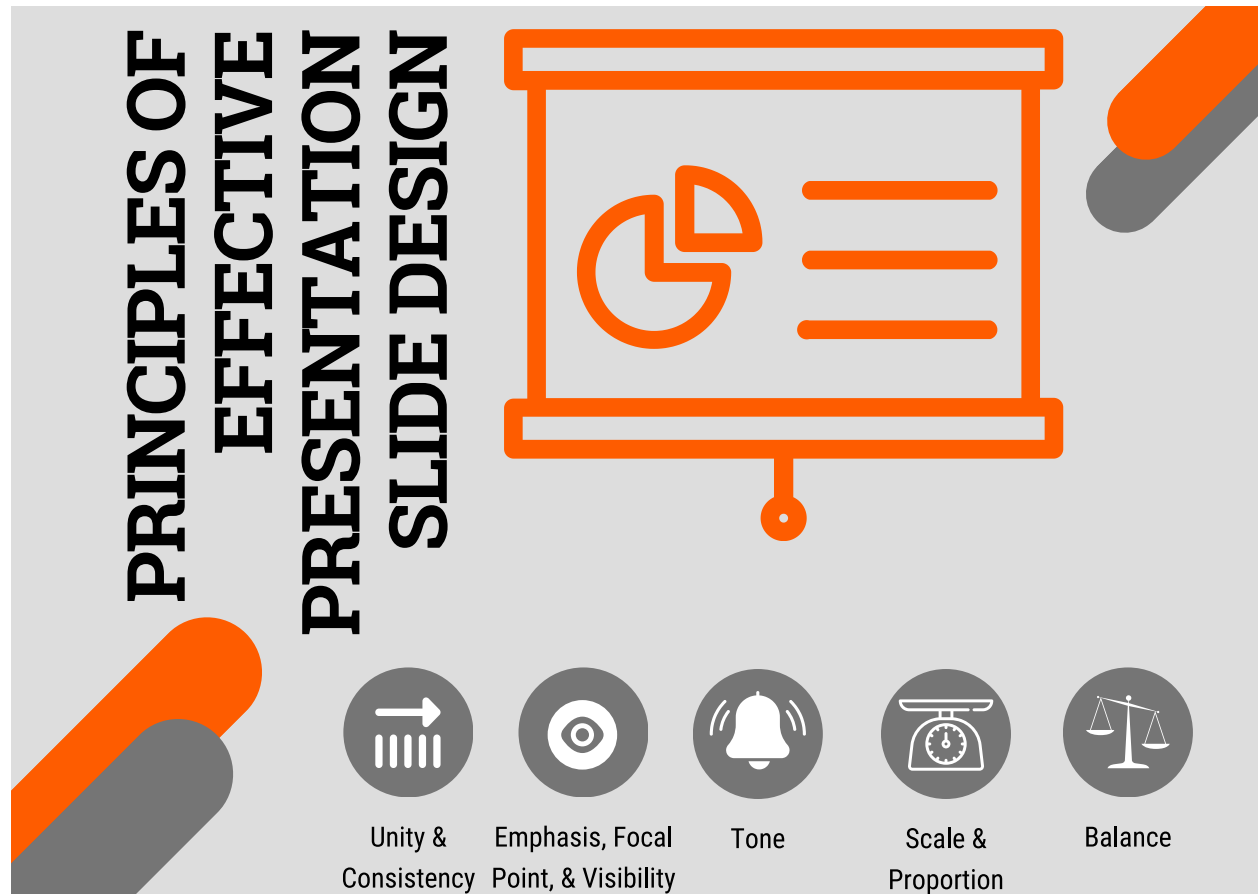 PRINCIPLES OF
EFFECTIVE
PRESENTATION
SLIDE DESIGN
Unity &
Consistency
Emphasis, Focal
Point, & Visibility
Tone
Scale &
Proportion
Balance